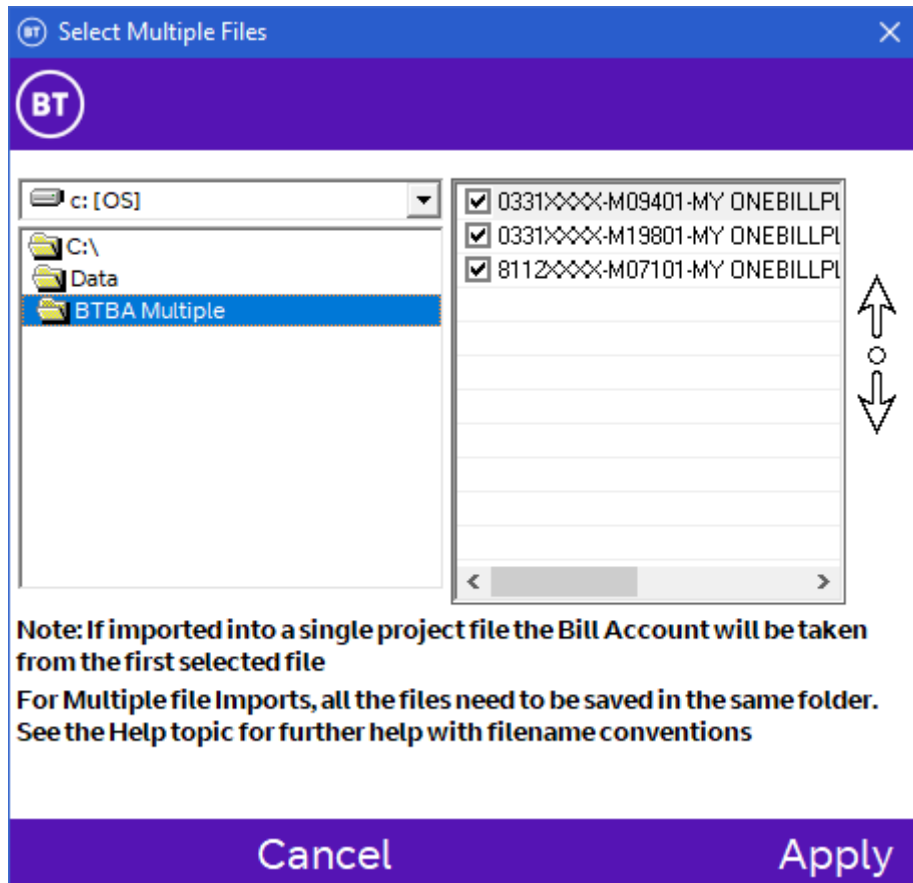 BT Select Multiple Files
BT
c: [OS]
C:\
Data
BTBA Multiple
0331XXXX-M09401-MY ONEBILLPL
0331XXXX-M19801-MY ONEBILLPL
8112XXXX-M07101-MY ONEBILLPL
Note: If imported into a single project file the Bill Account will be taken
from the first selected file
For Multiple file Imports, all the files need to be saved in the same folder.
See the Help topic for further help with filename conventions
Cancel Apply